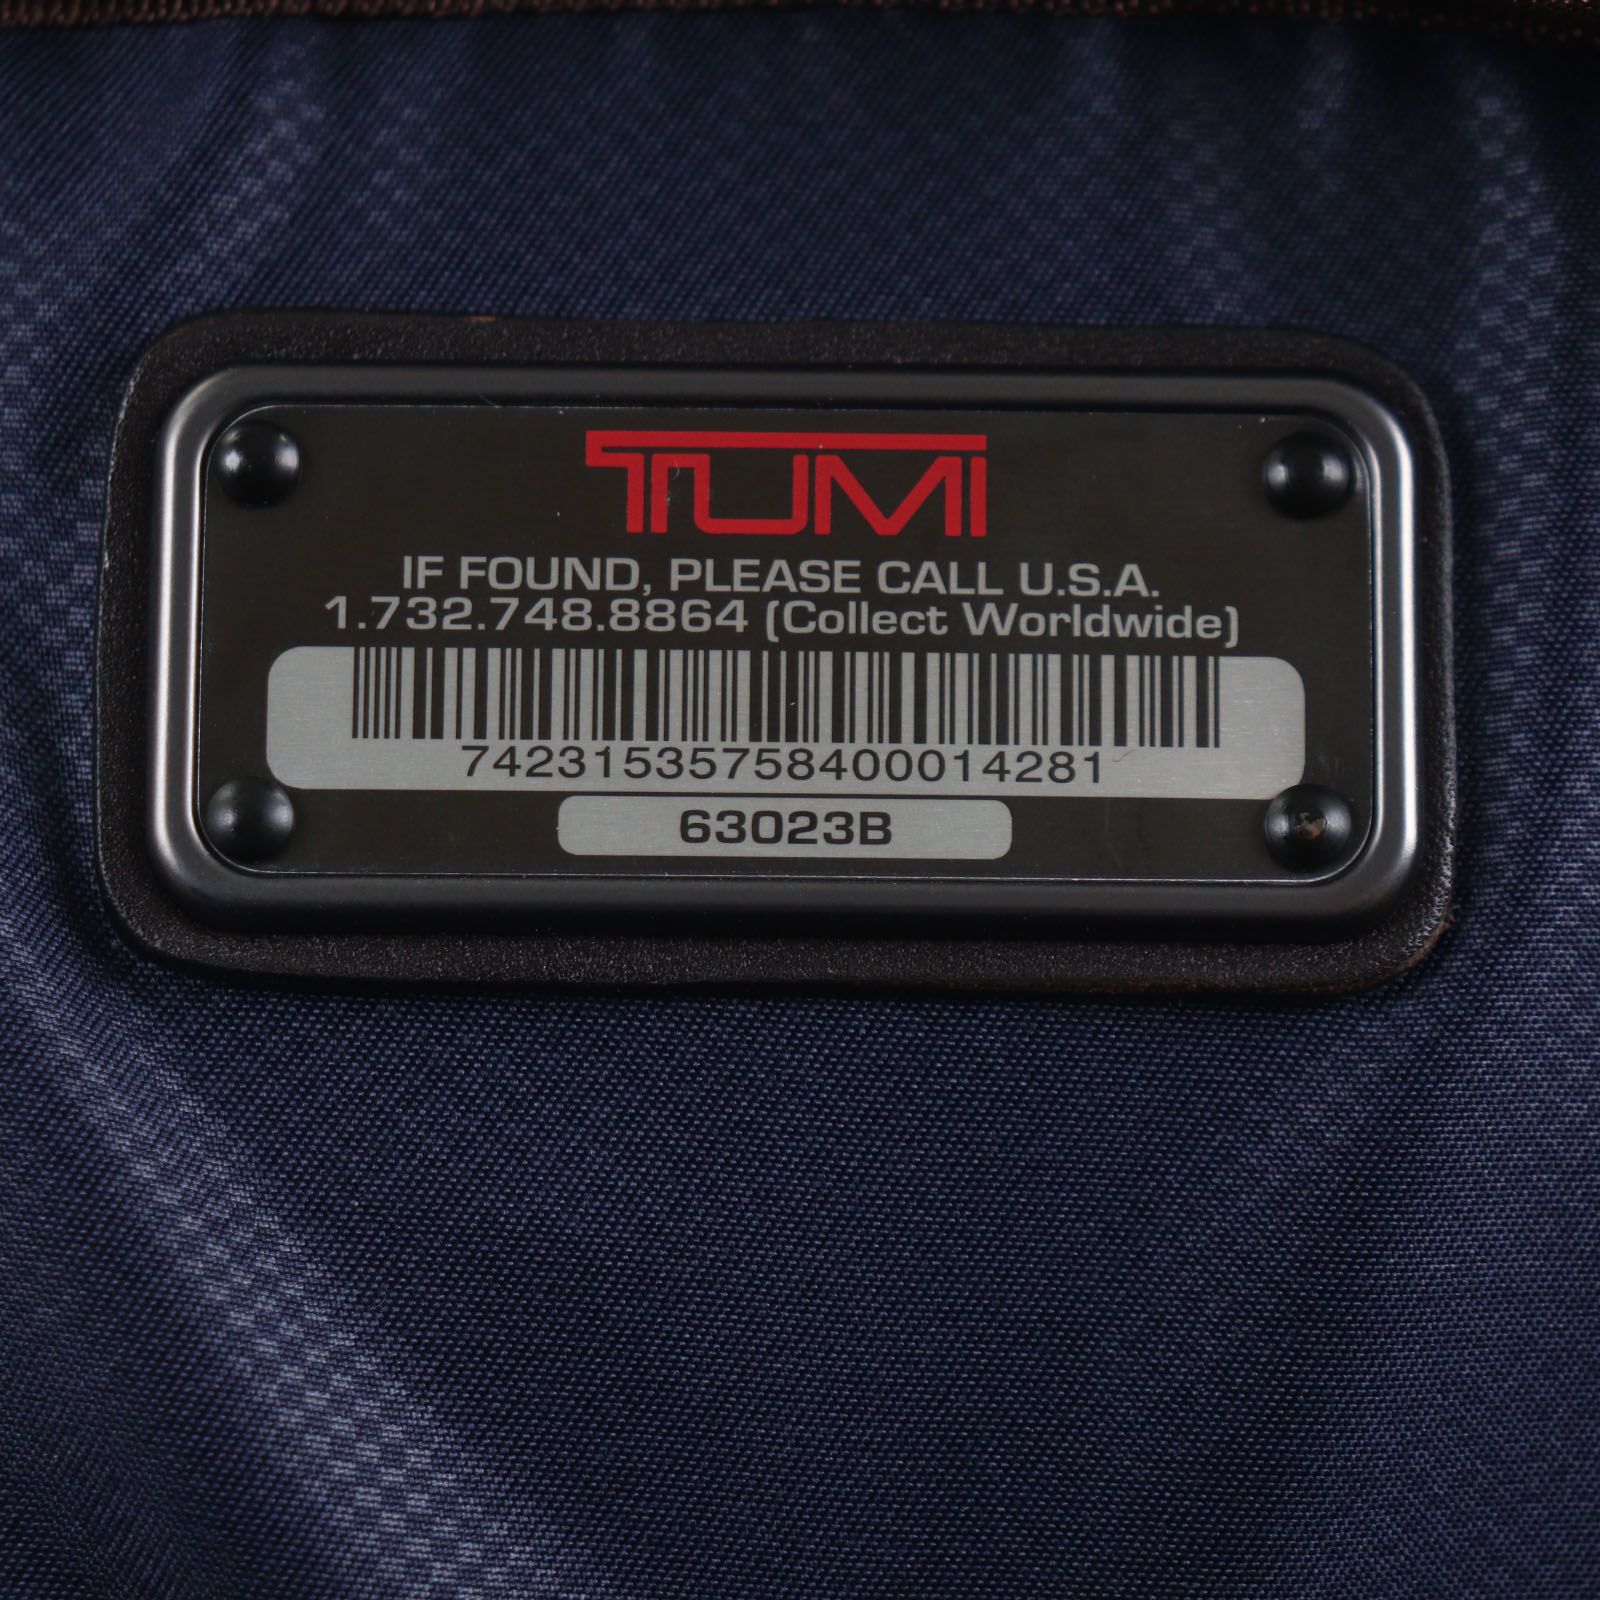 TUMI
IF FOUND, PLEASE CALL U.S.A.
1.732.748.8864 (Collect Worldwide)
74231535758400014281
63023B